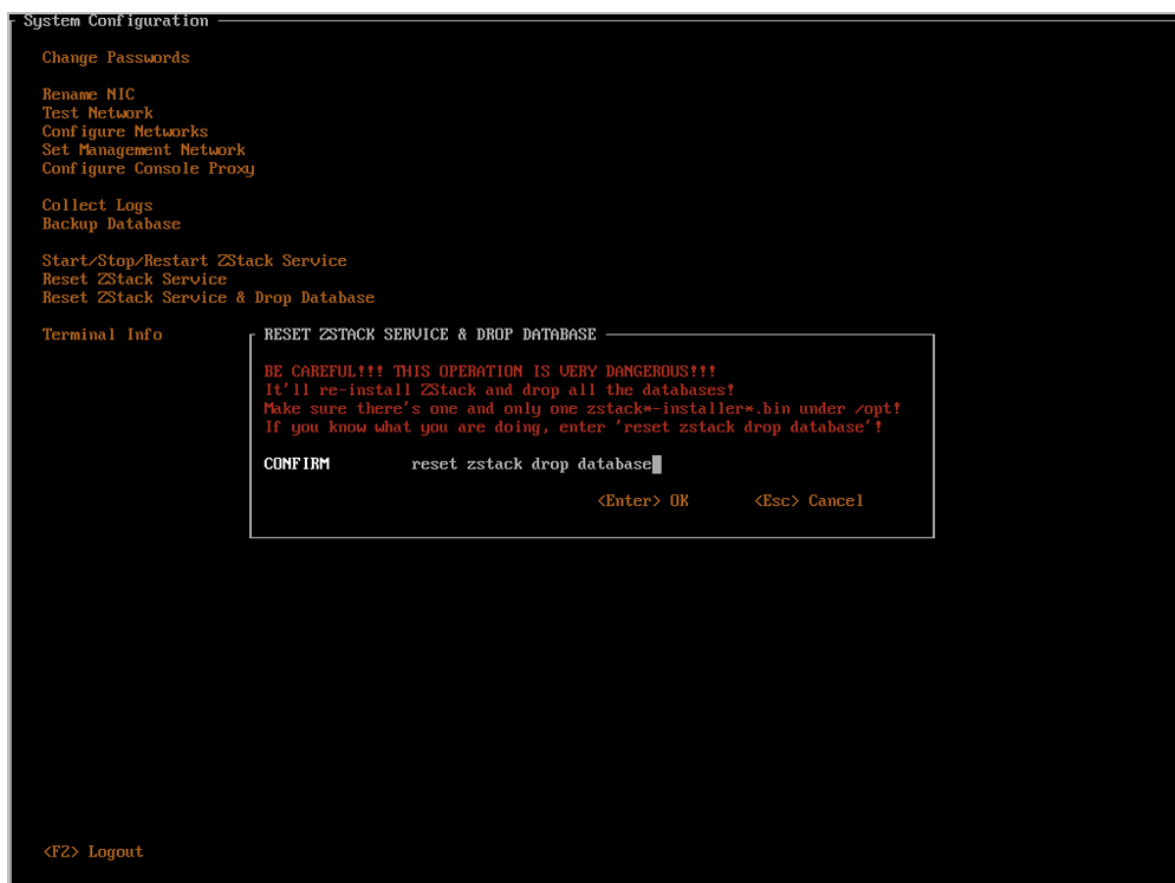 System Configuration
Change Passwords
Rename NIC
Test Network
Configure Networks
Set Management Network
Configure Console Proxy
Collect Logs
Backup Database
Start/Stop/Restart ZStack Service
Reset ZStack Service
Reset ZStack Service & Drop Database
Terminal Info
RESET ZSTACK SERVICE & DROP DATABASE
BE CAREFUL!!! THIS OPERATION IS VERY DANGEROUS!!!
It'll re-install ZStack and drop all the databases!
Make sure there's one and only one zstack*-installer*.bin under /opt!
If you know what you are doing, enter 'reset zstack drop database'!
CONFIRM reset zstack drop database
<Enter> OK <Esc> Cancel
<F2> Logout